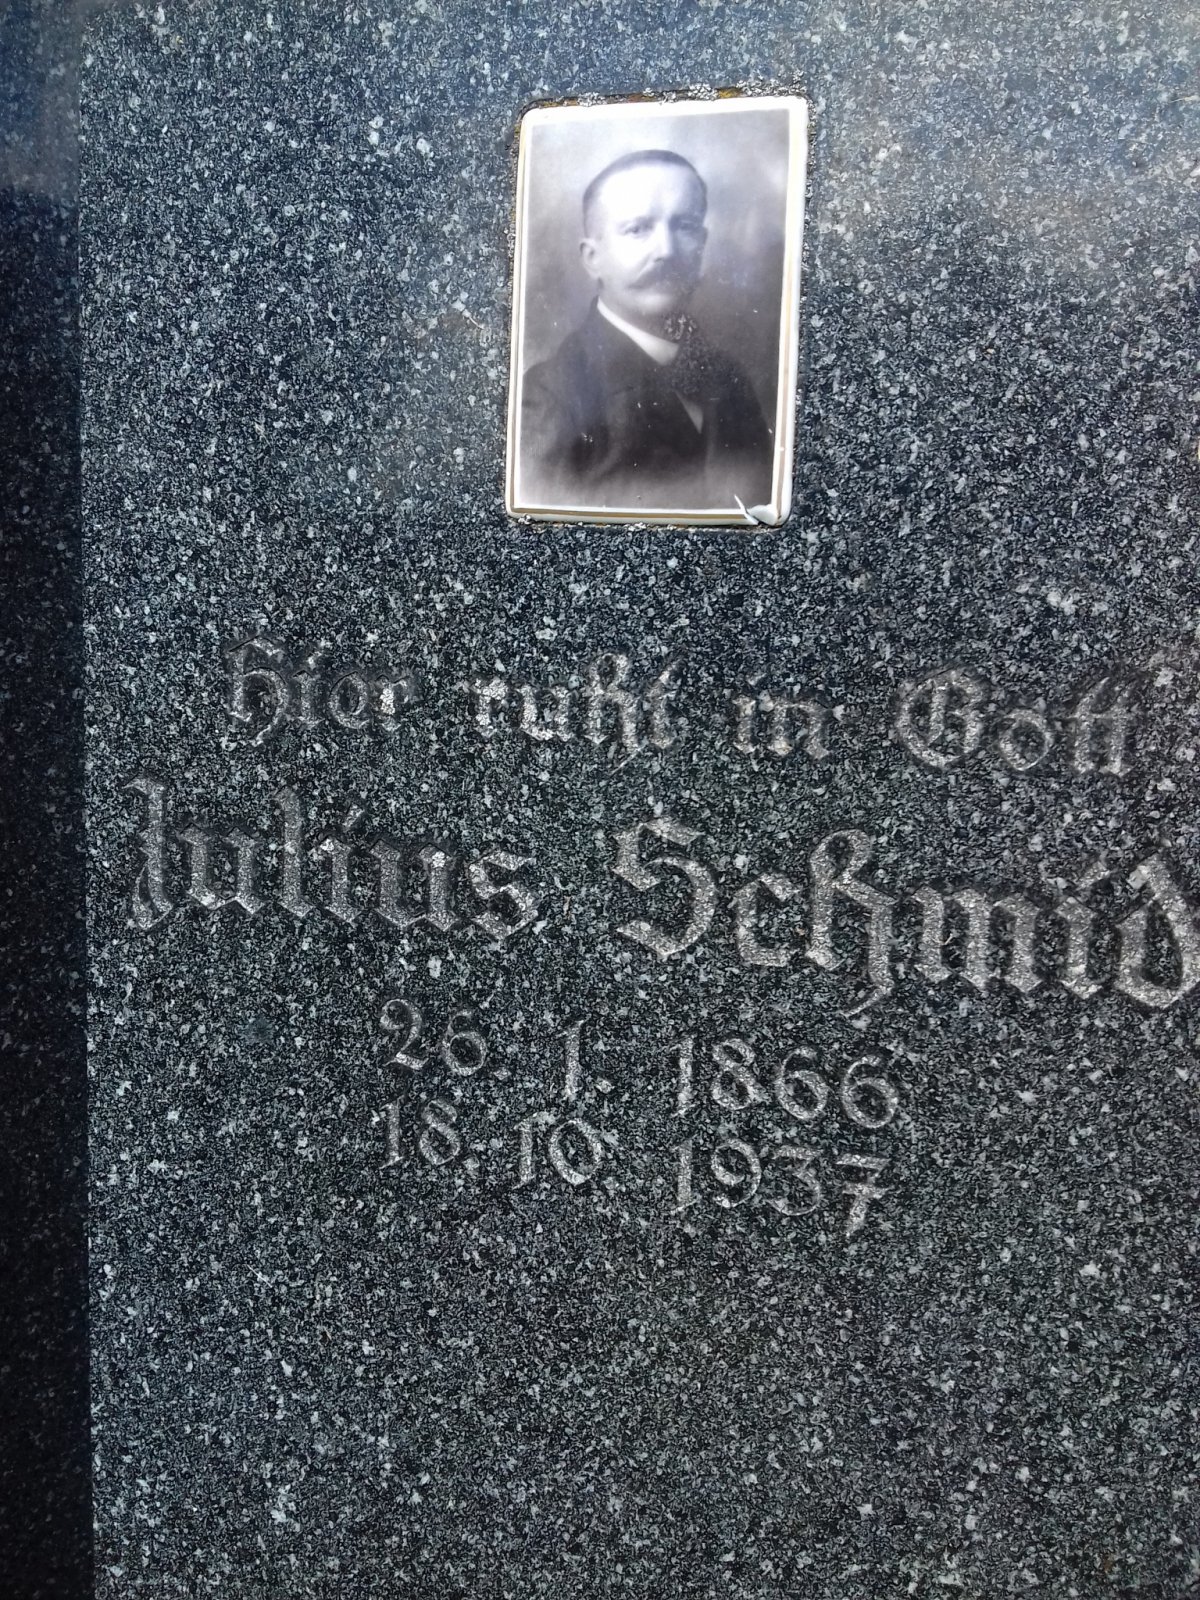 Hier ruht in Gott
Julius Schmid
26. 1. 1866
18. 10. 1937